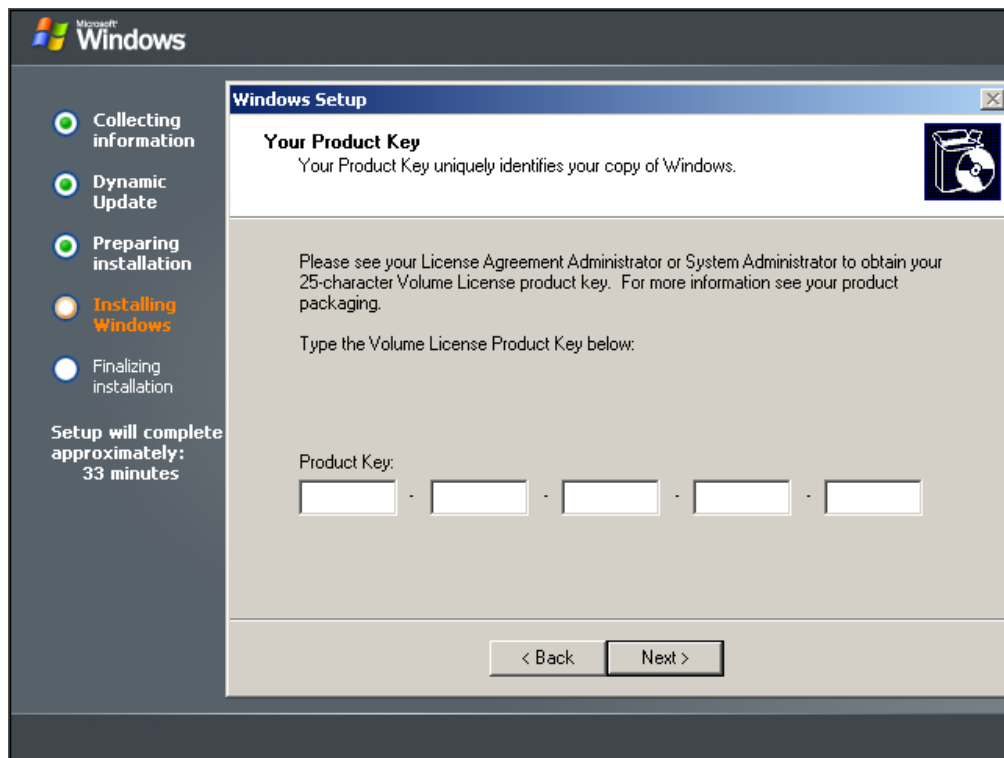 Microsoft
Windows
Collecting
information
Dynamic
Update
Preparing
installation
Installing
Windows
Finalizing
installation
Setup will complete
approximately:
33 minutes
Windows Setup
Your Product Key
Your Product Key uniquely identifies your copy of Windows.
Please see your License Agreement Administrator or System Administrator to obtain your
25-character Volume License product key. For more information see your product
packaging.
Type the Volume License Product Key below:
Product Key:
- - - -
< Back Next >